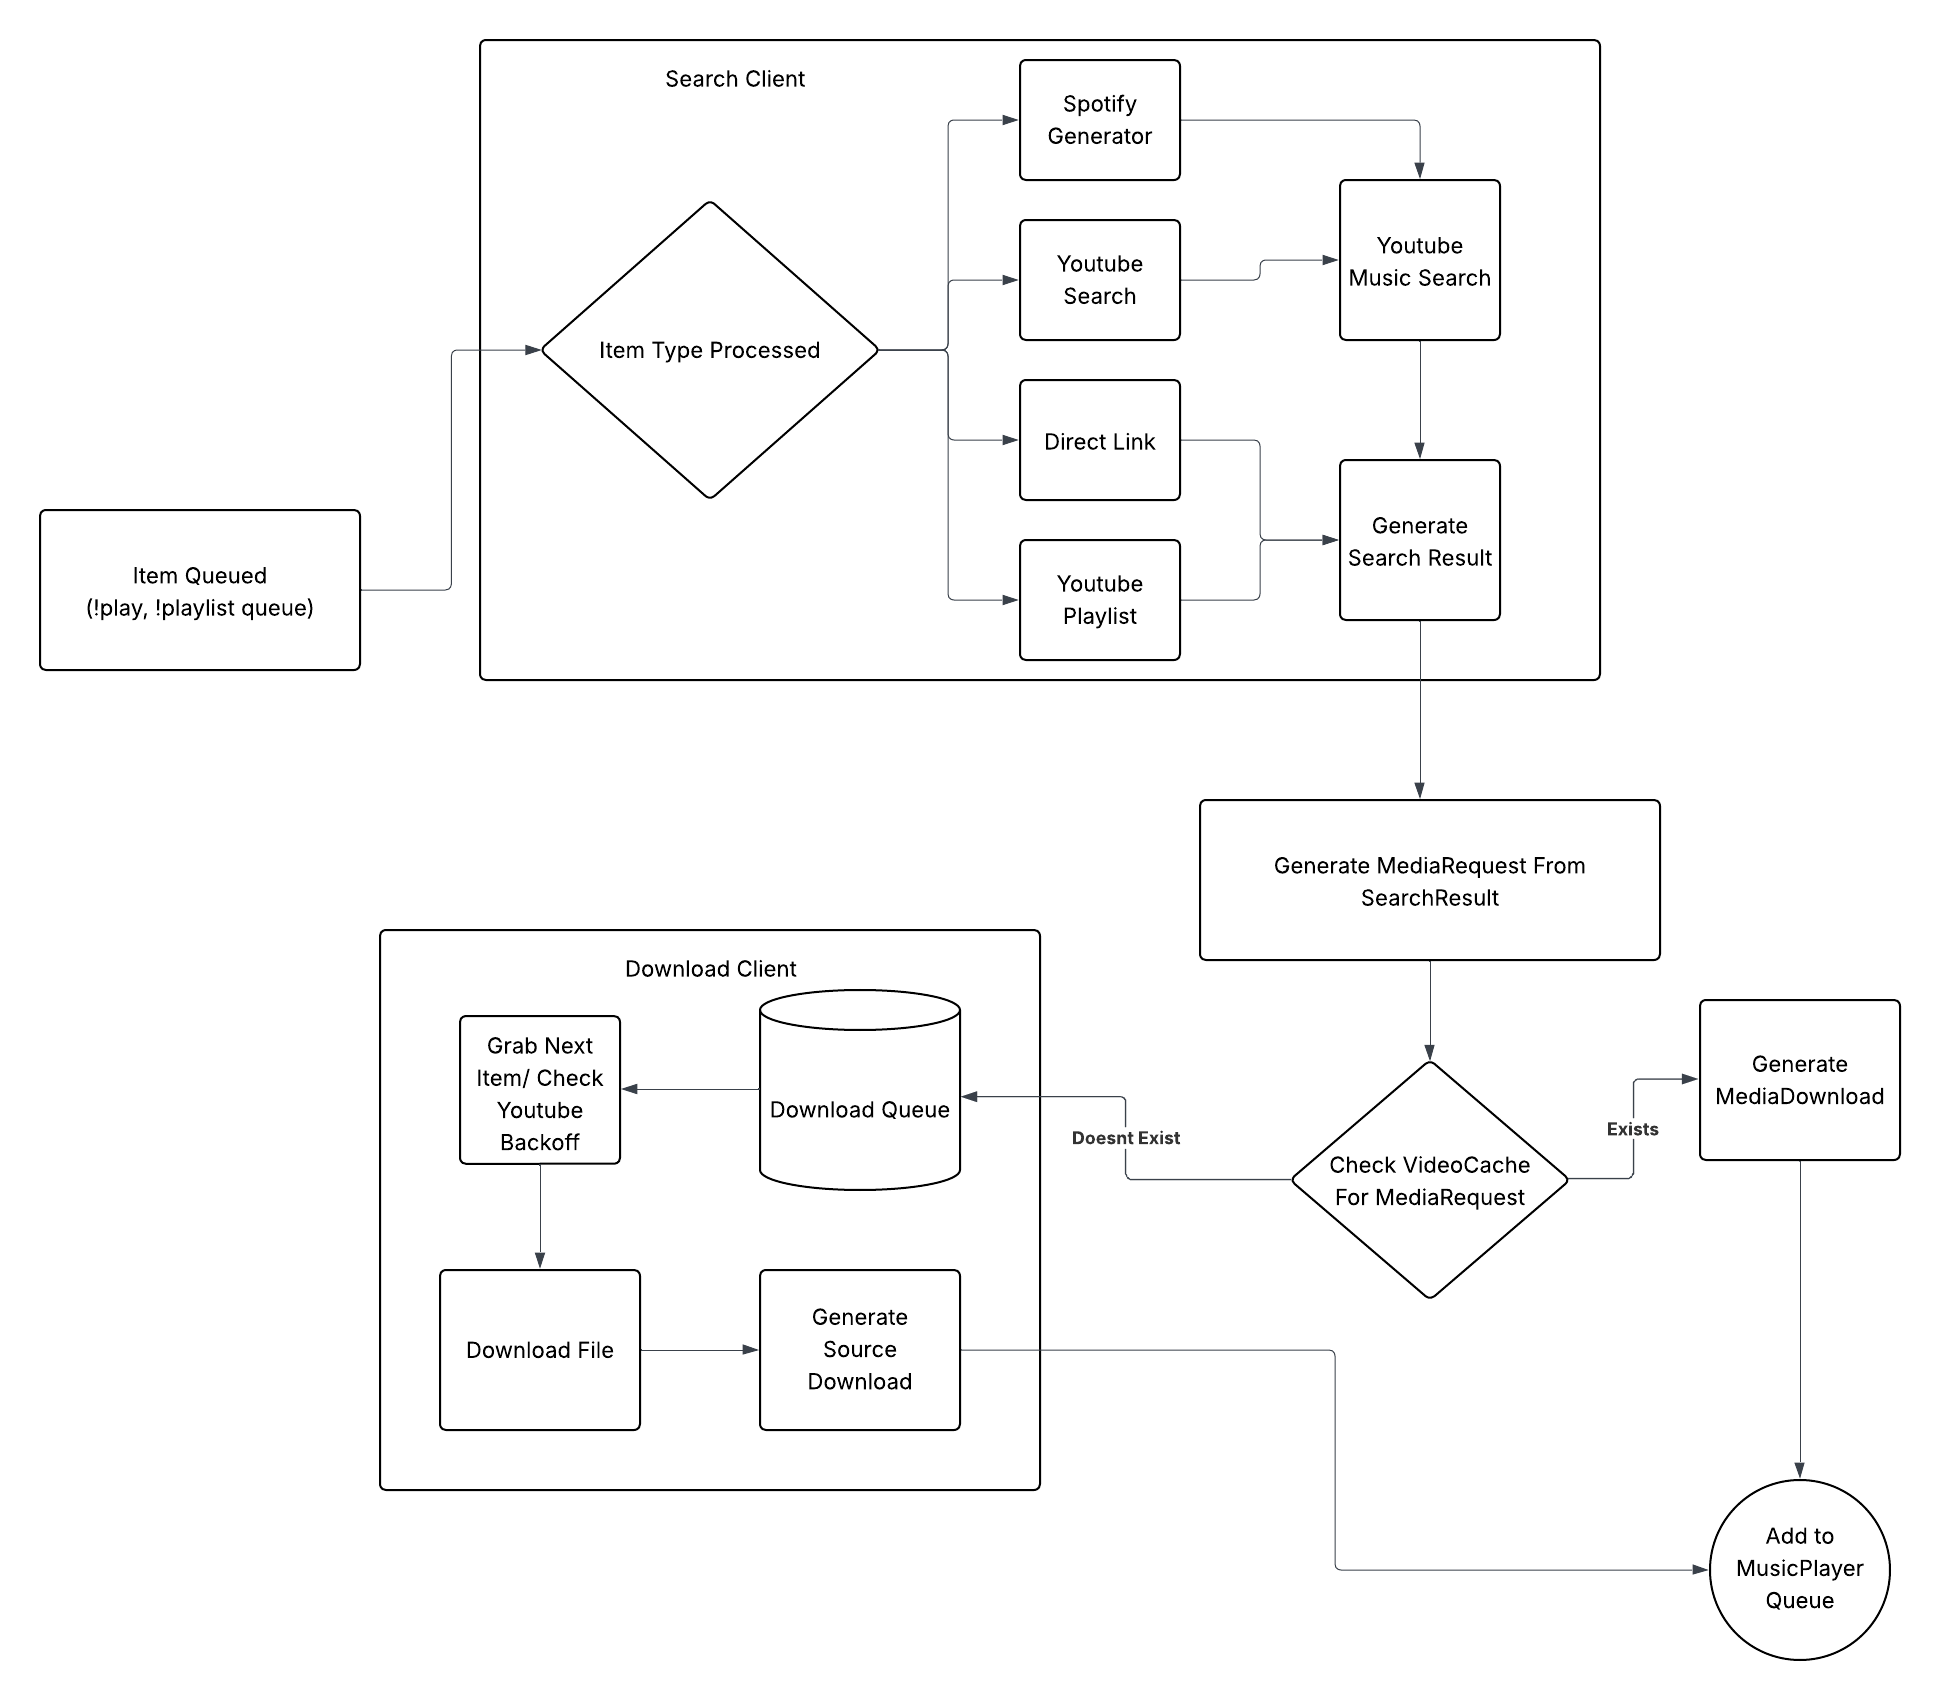 Search Client
Spotify
Generator
Youtube
Search
Youtube
Music Search
Item Type Processed
Direct Link
Generate
Search Result
Youtube
Playlist
Item Queued
(!play, !playlist queue)
Generate MediaRequest From
SearchResult
Download Client
Grab Next
Item/ Check
Youtube
Backoff
Download Queue
Doesnt Exist
Check VideoCache
For MediaRequest
Exists
Generate
MediaDownload
Download File
Generate
Source
Download
Add to
MusicPlayer
Queue